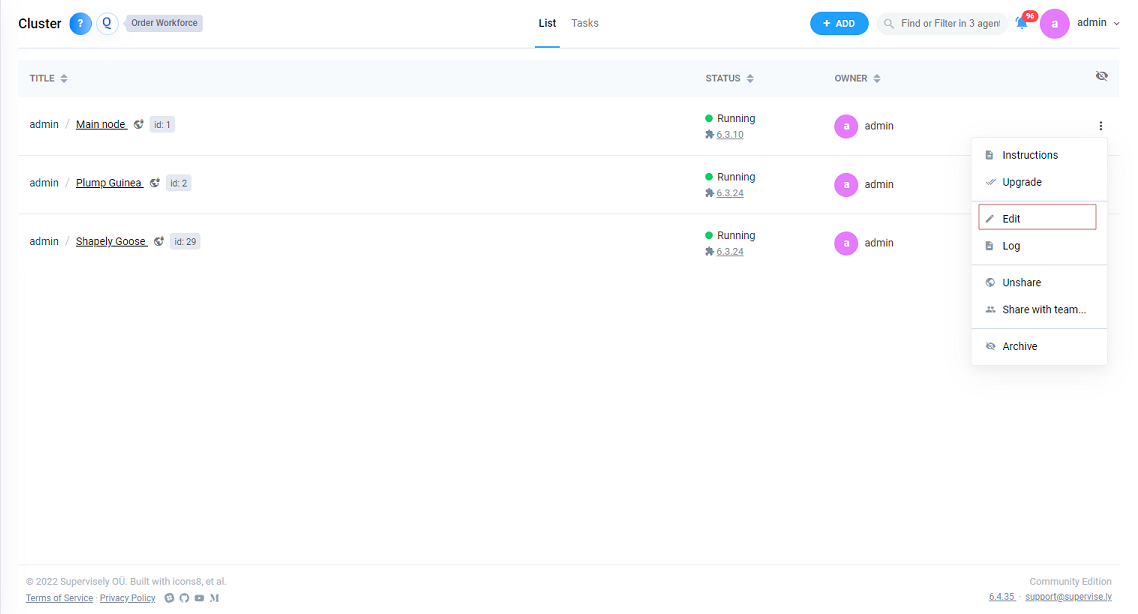 Cluster ? Q Order Workforce List Tasks + ADD Find or Filter in 3 agen 96 a admin
TITLE STATUS OWNER
admin / Main node id: 1 Running a admin
6.3.10
admin / Plump Guinea id: 2 Running a admin
6.3.24
admin / Shapely Goose id: 29 Running a admin
6.3.24
Instructions
Upgrade
Edit
Log
Unshare
Share with team...
Archive
© 2022 Supervisely OÜ. Built with icons8, et al. Community Edition
Terms of Service · Privacy Policy 6.4.35 · support@supervise.ly